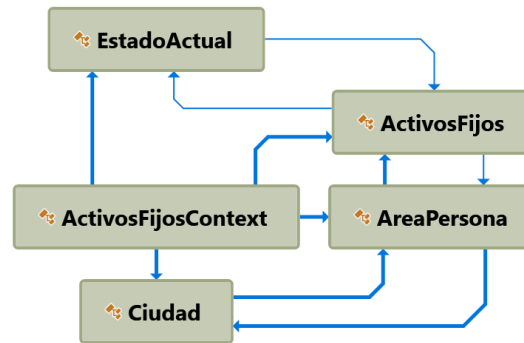 EstadoActual
ActivosFijos
ActivosFijosContext
AreaPersona
Ciudad